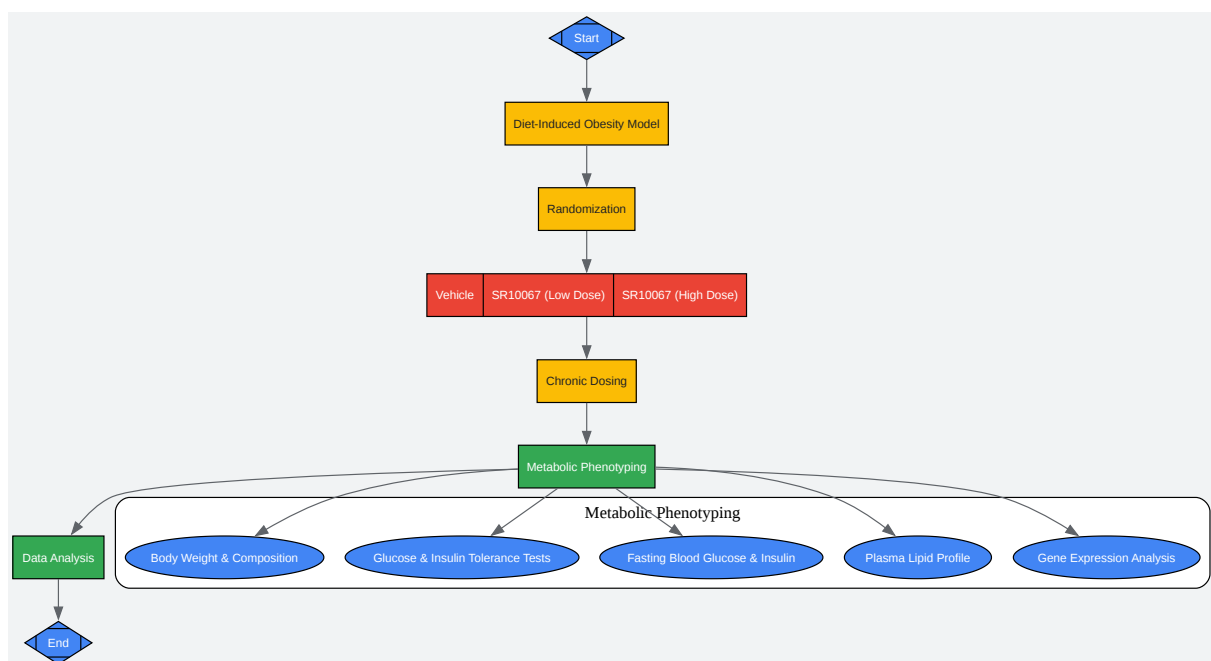 Start
Diet-Induced Obesity Model
Randomization
Vehicle
SR10067 (Low Dose)
SR10067 (High Dose)
Chronic Dosing
Metabolic Phenotyping
Metabolic Phenotyping
Data Analysis
Body Weight & Composition
Glucose & Insulin Tolerance Tests
Fasting Blood Glucose & Insulin
Plasma Lipid Profile
Gene Expression Analysis
End